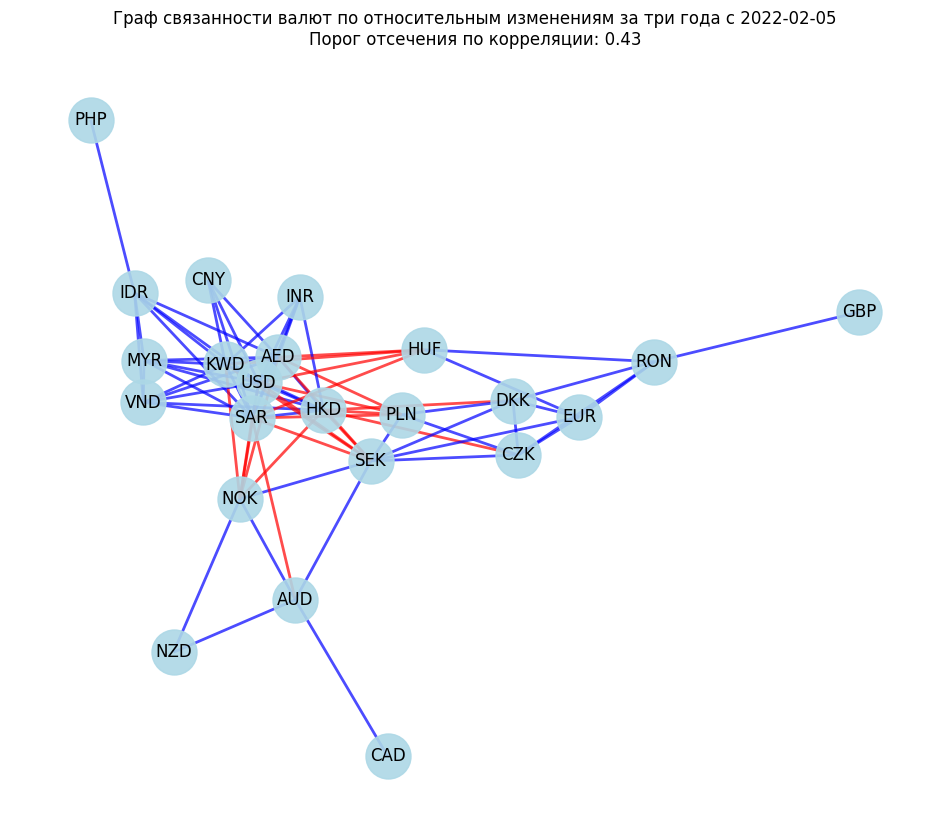 Граф связанности валют по относительным изменениям за три года с 2022-02-05
Порог отсечения по корреляции: 0.43
PHP
CNY
IDR
INR
GBP
HUF
AED
MYR
KWD
RON
USD
DKK
VND
HKD
PLN
SAR
EUR
CZK
SEK
NOK
AUD
NZD
CAD